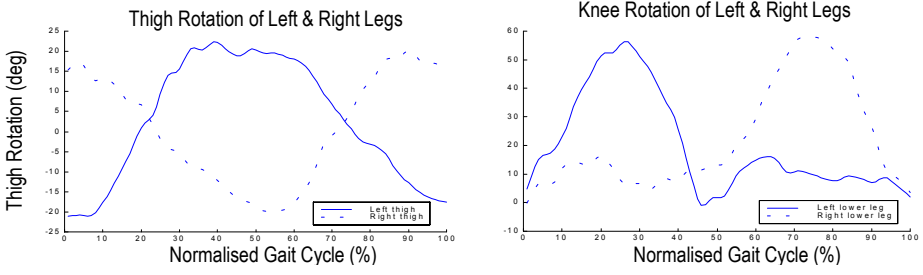 Thigh Rotation of Left & Right Legs
Thigh Rotation (deg)
25
20
15
10
5
0
-5
-10
-15
-20
-25
0 10 20 30 40 50 60 70 80 90 100
Left thigh
Right thigh
Normalised Gait Cycle (%)
Knee Rotation of Left & Right Legs
60
50
40
30
20
10
0
-10
0 10 20 30 40 50 60 70 80 90 100
Left lower leg
Right lower leg
Normalised Gait Cycle (%)